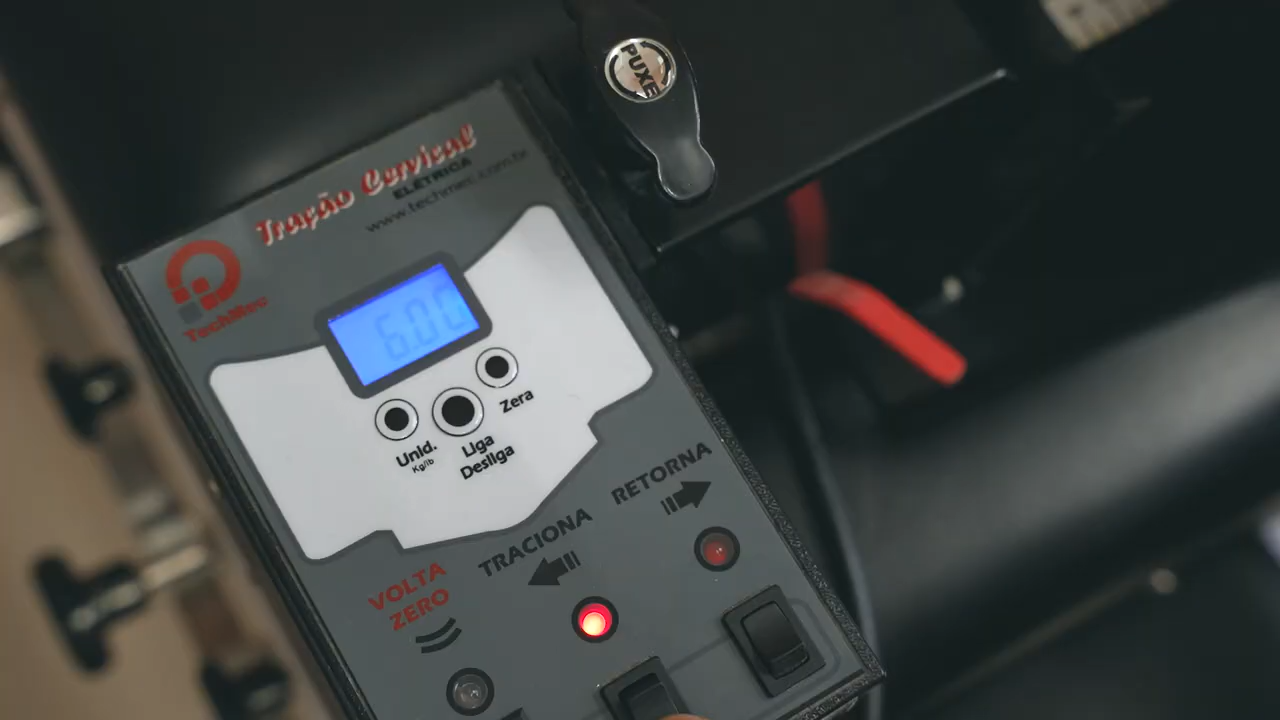 PUXE
Tração Cervical
ELÉTRICA
www.techmec.com.br
TechMec
6.00
Zera
Unid.
Kg/lb
Liga
Desliga
RETORNA
TRACIONA
VOLTA
ZERO